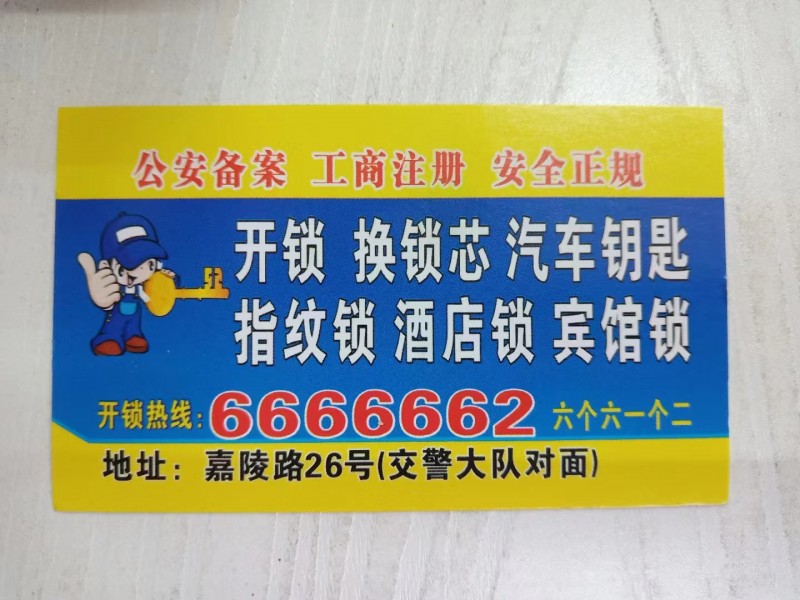 公安备案 工商注册 安全正规
开锁 换锁芯 汽车钥匙
指纹锁 酒店锁 宾馆锁
开锁热线:6666662 六个六一个二
地址:嘉陵路26号(交警大队对面)